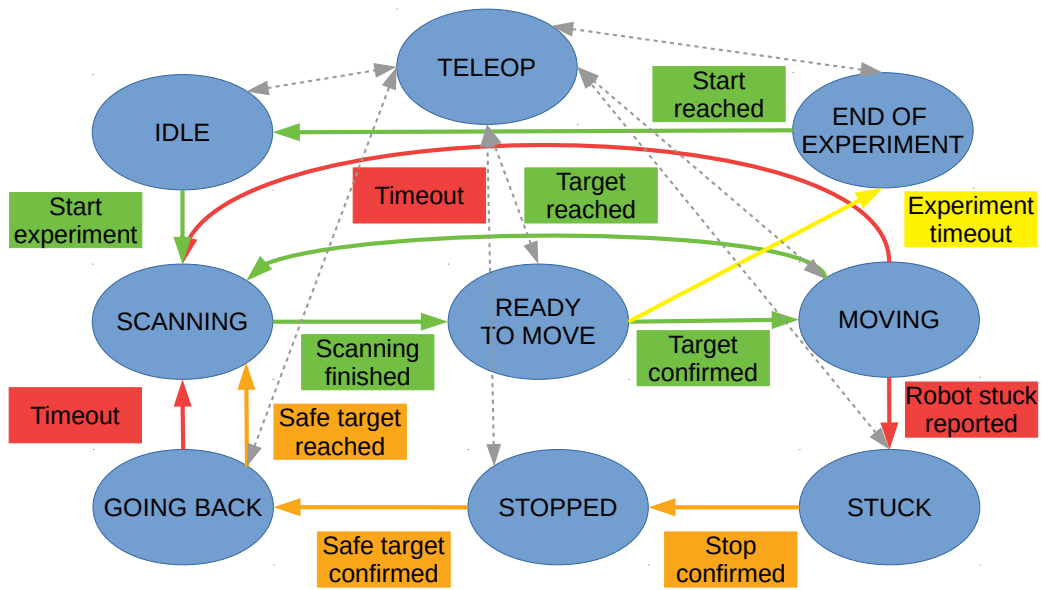 TELEOP
Start
reached
IDLE
END OF
EXPERIMENT
Start
experiment
Timeout
Target
reached
Experiment
timeout
SCANNING
READY
TO MOVE
MOVING
Scanning
finished
Target
confirmed
Timeout
Safe target
reached
Robot stuck
reported
GOING BACK
STOPPED
STUCK
Safe target
confirmed
Stop
confirmed